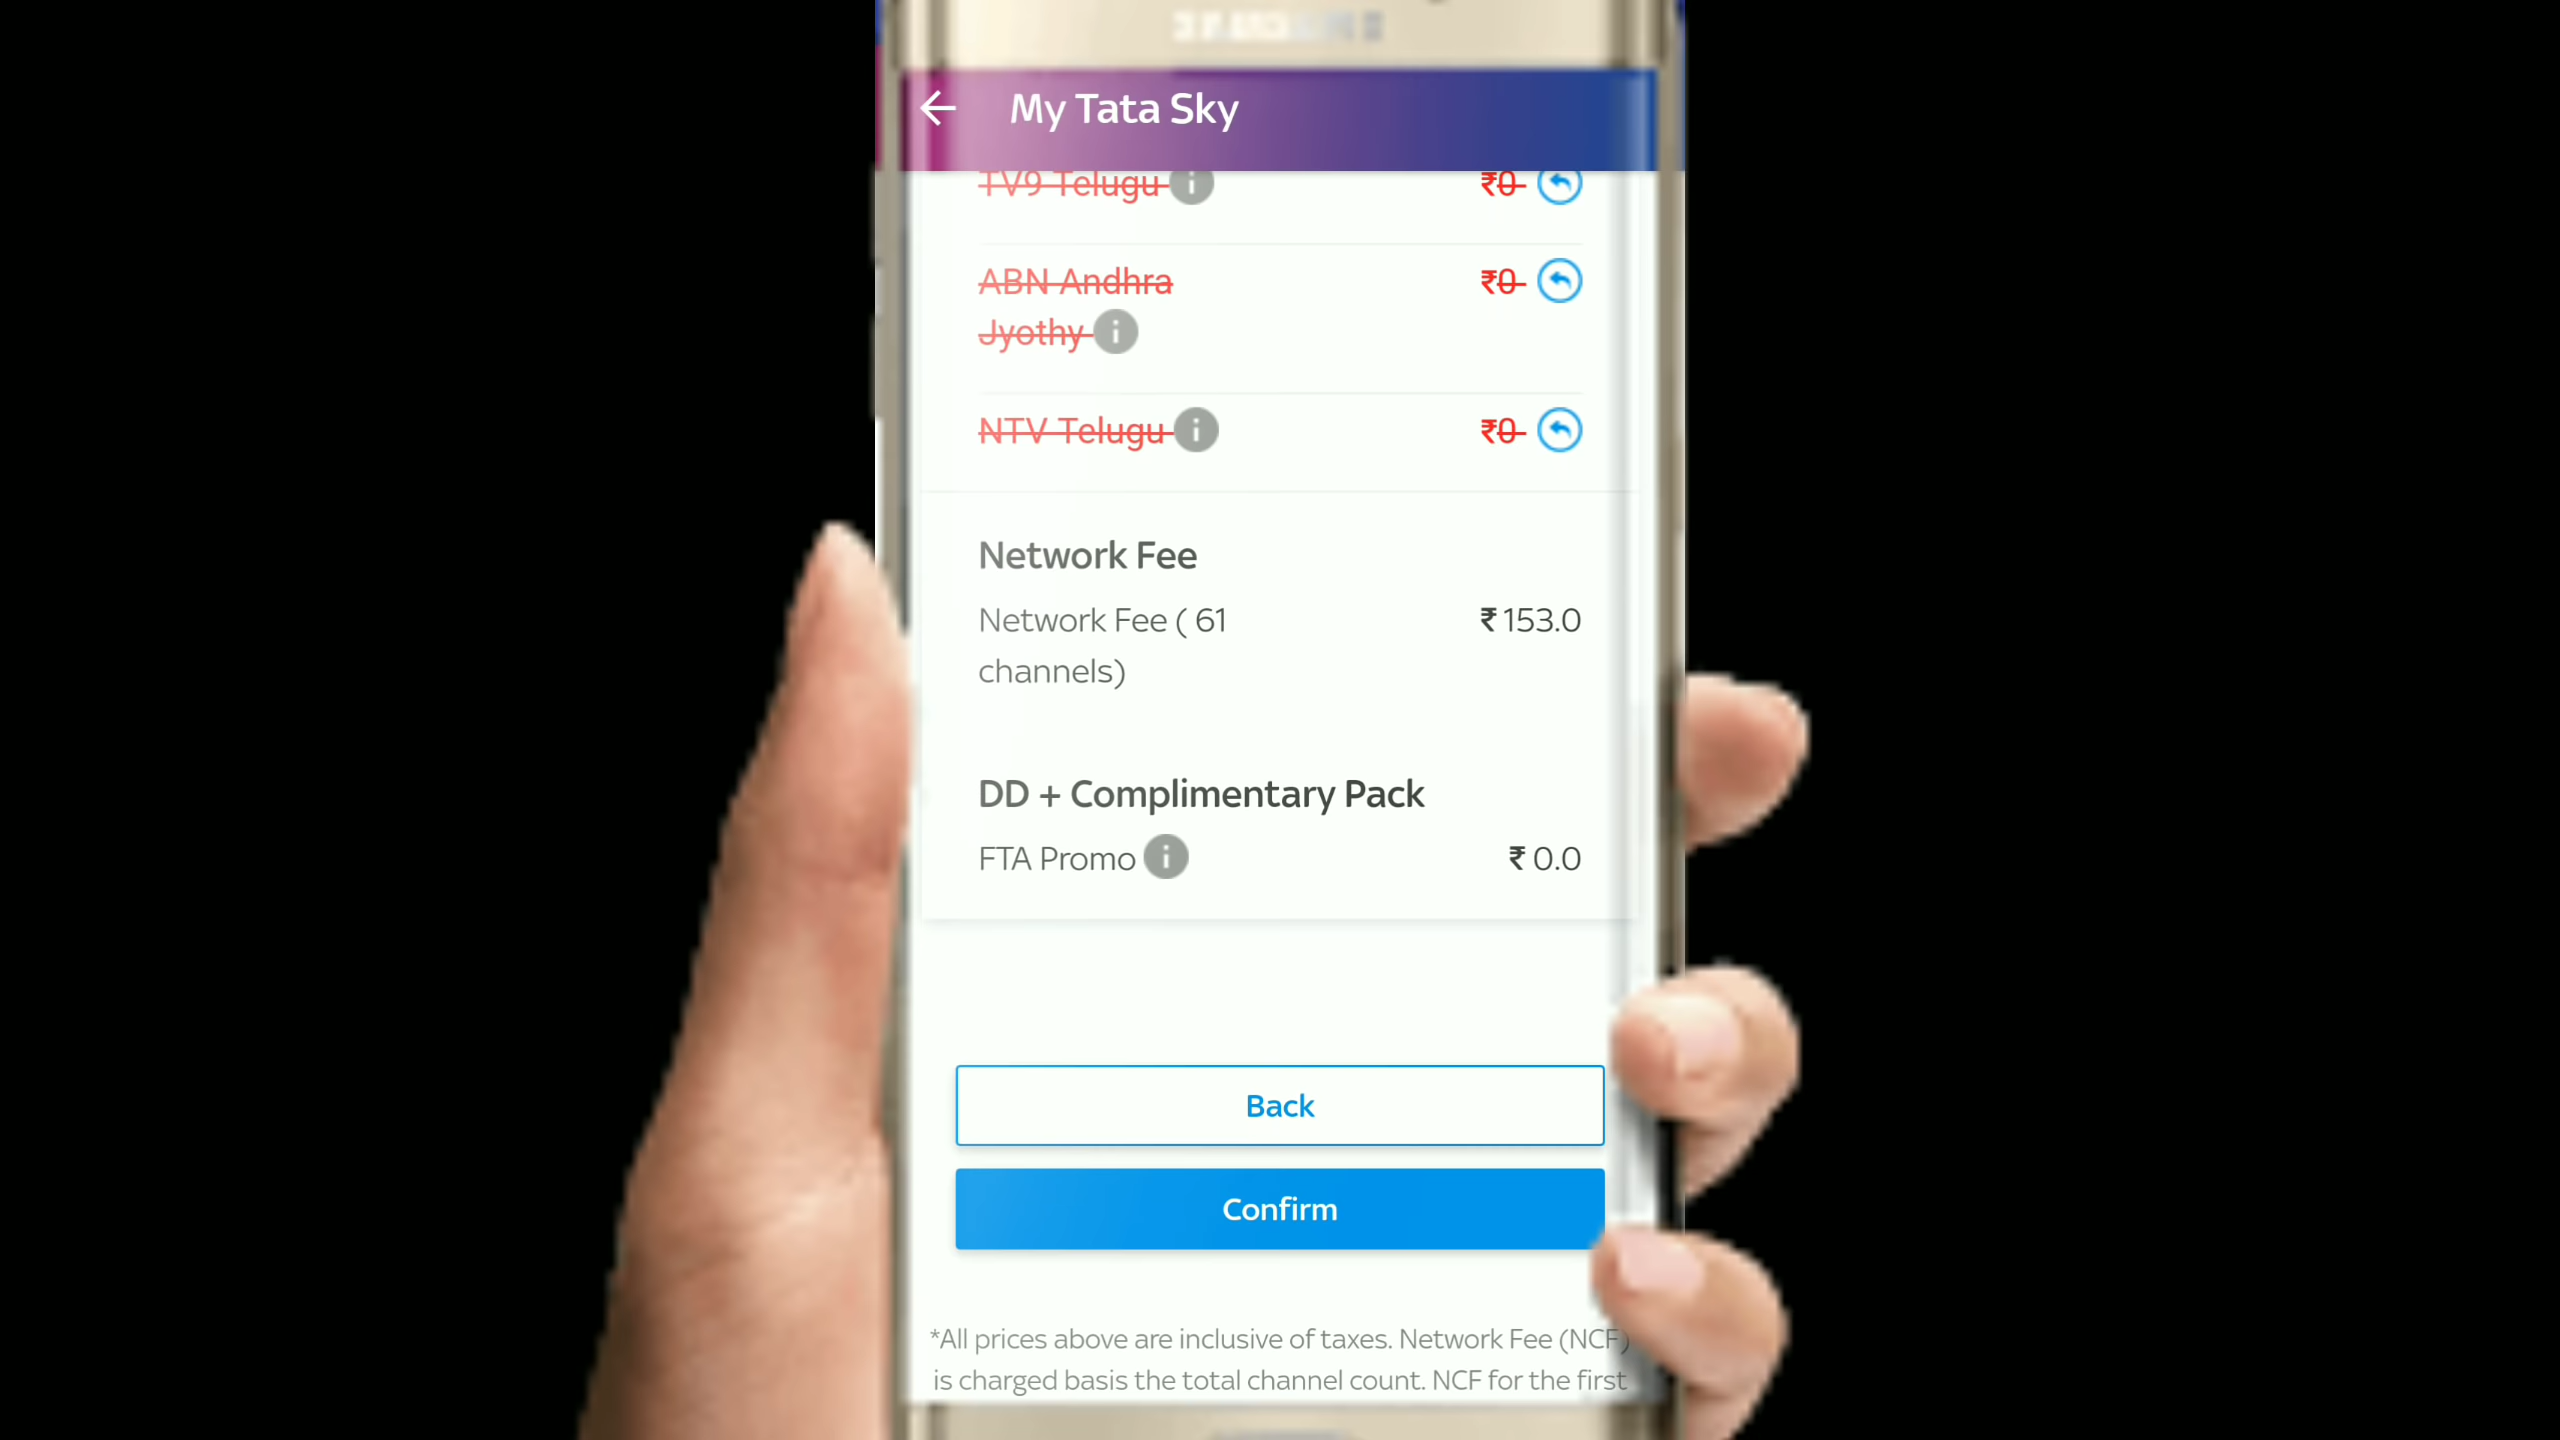 My Tata Sky
TV9 Telugu ₹0
ABN Andhra ₹0
Jyothy
NTV Telugu ₹0
Network Fee
Network Fee ( 61 ₹ 153.0
channels)
DD + Complimentary Pack
FTA Promo ₹ 0.0
Back
Confirm
*All prices above are inclusive of taxes. Network Fee (NCF)
is charged basis the total channel count. NCF for the first